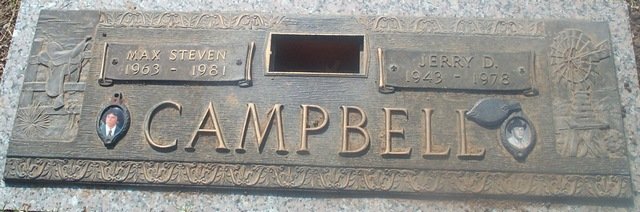 MAX STEVEN
1963 - 1981
JERRY D.
1943 - 1978
CAMPBELL